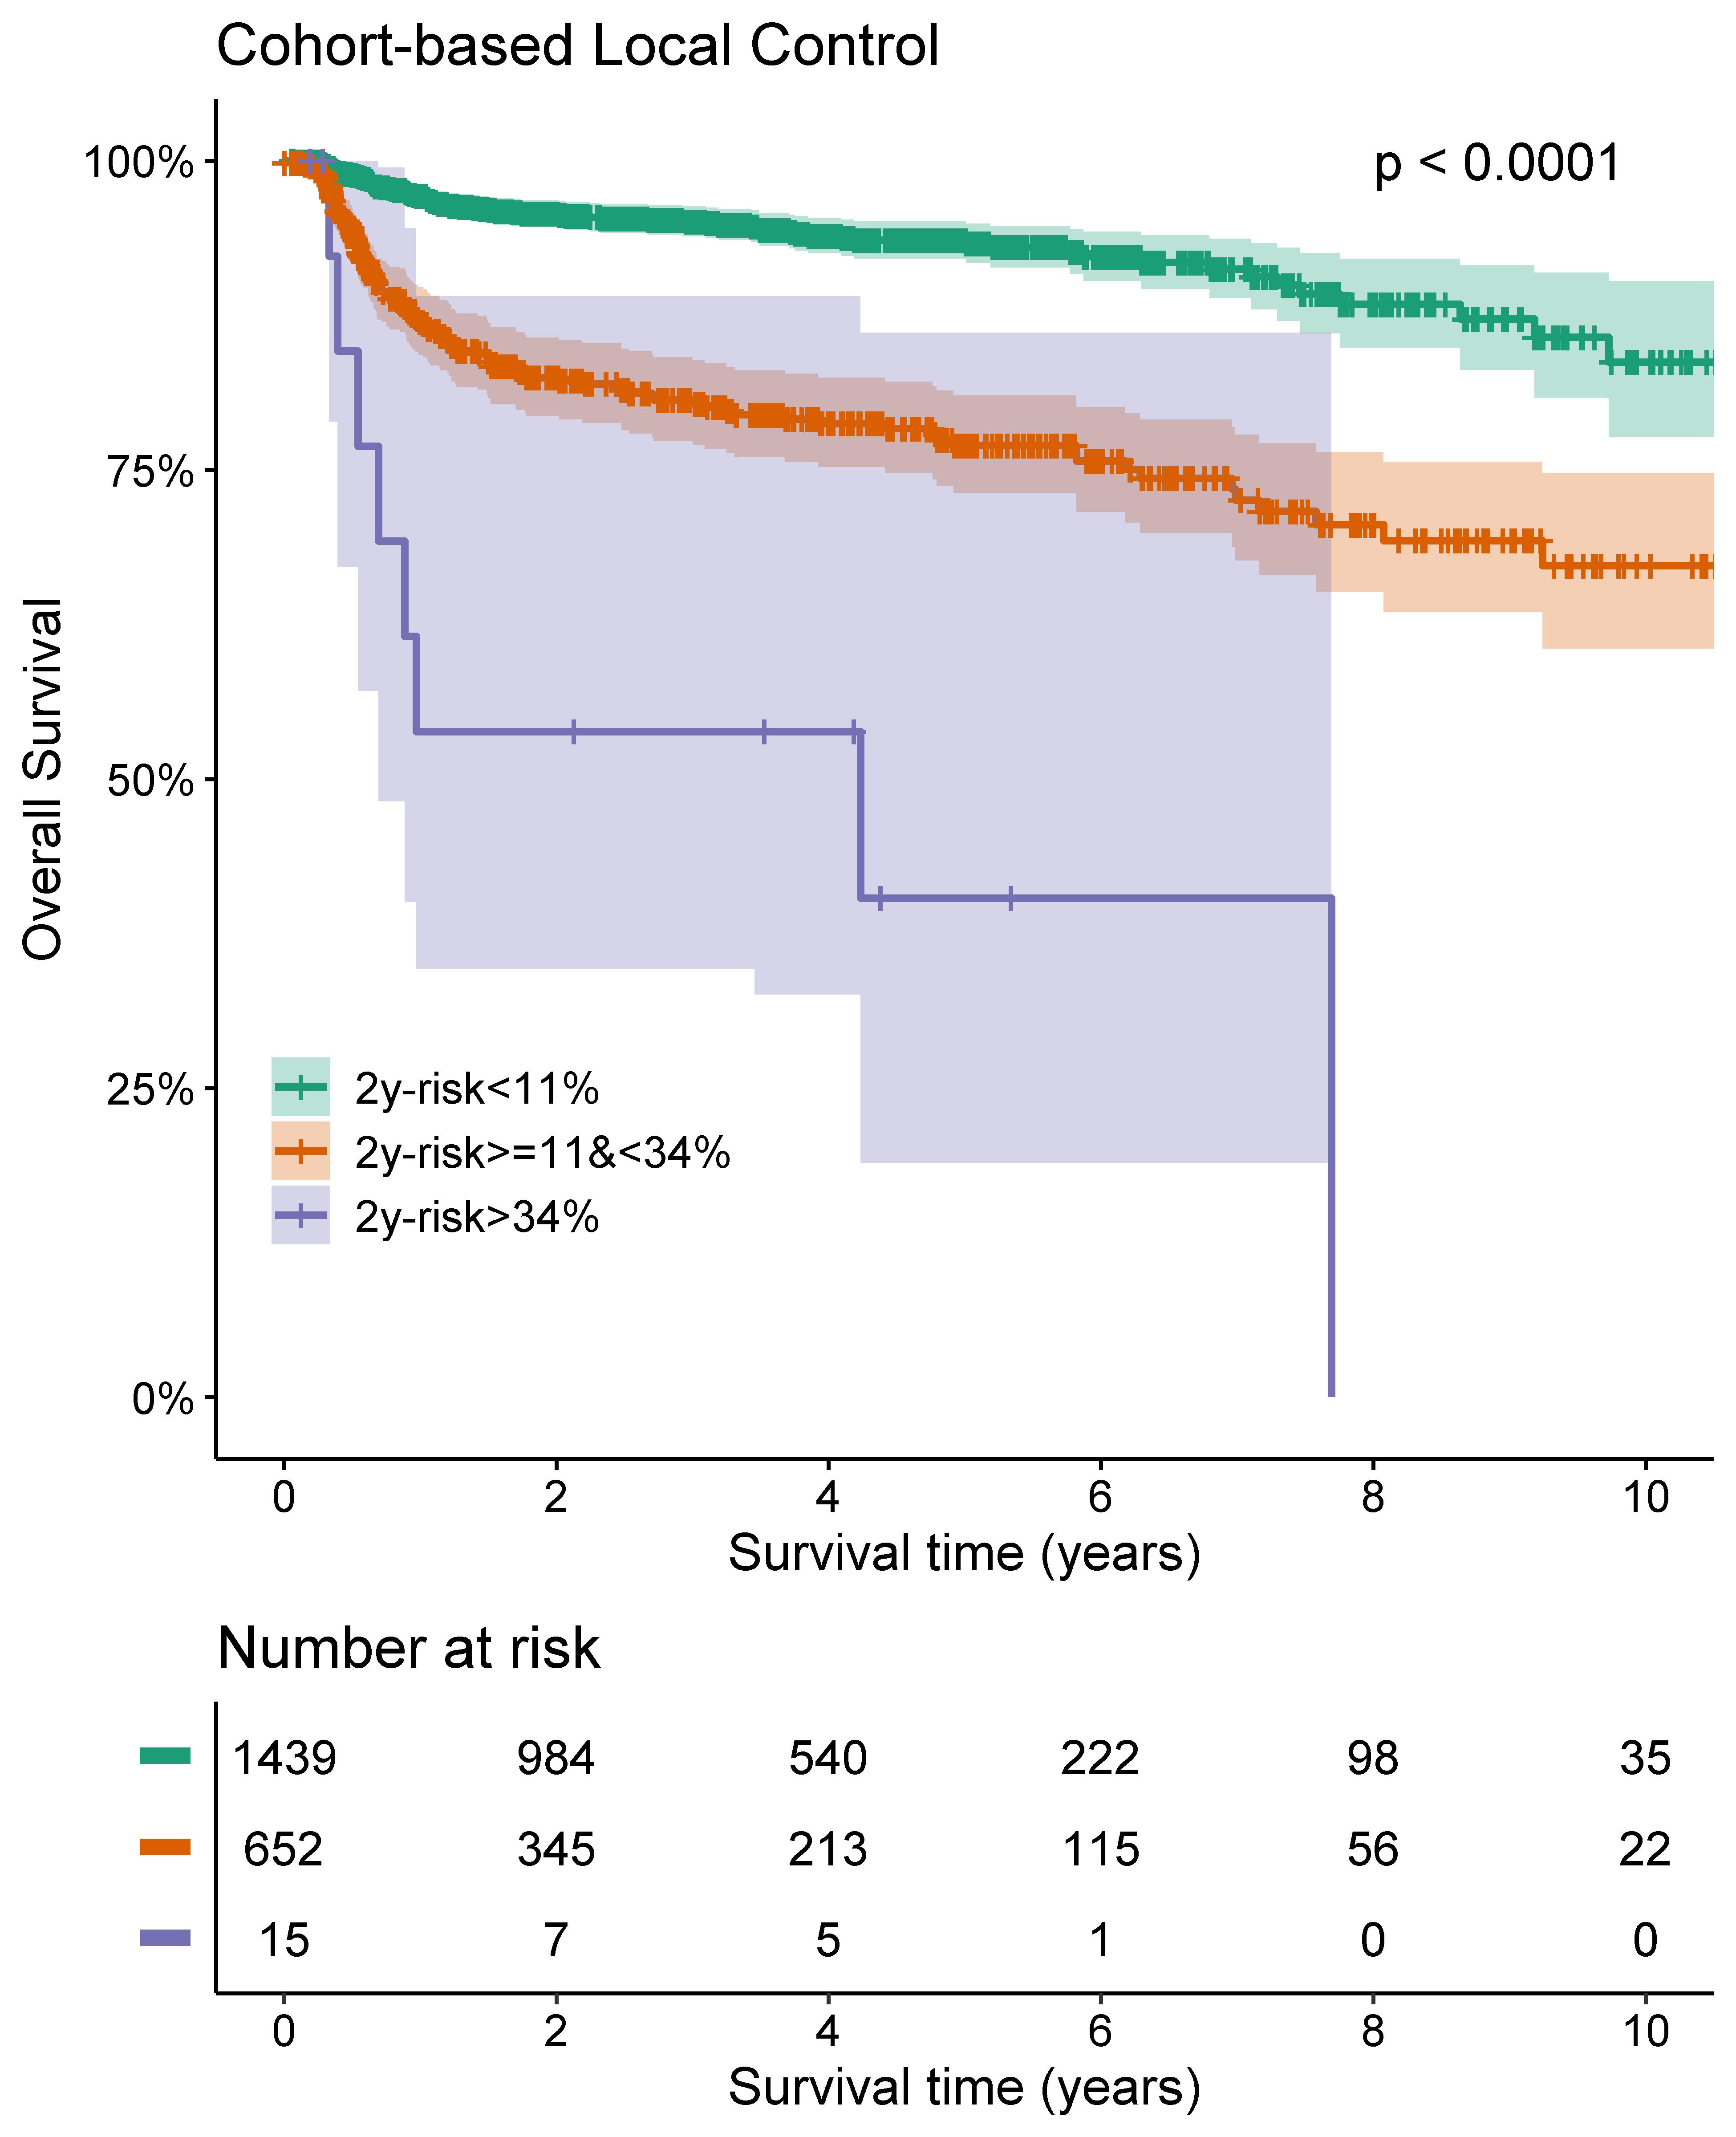 Cohort-based Local Control
p < 0.0001
Overall Survival
100%
75%
50%
25%
0%
2y-risk<11%
2y-risk>=11&<34%
2y-risk>34%
0 2 4 6 8 10
Survival time (years)
Number at risk
1439 984 540 222 98 35
652 345 213 115 56 22
15 7 5 1 0 0
0 2 4 6 8 10
Survival time (years)